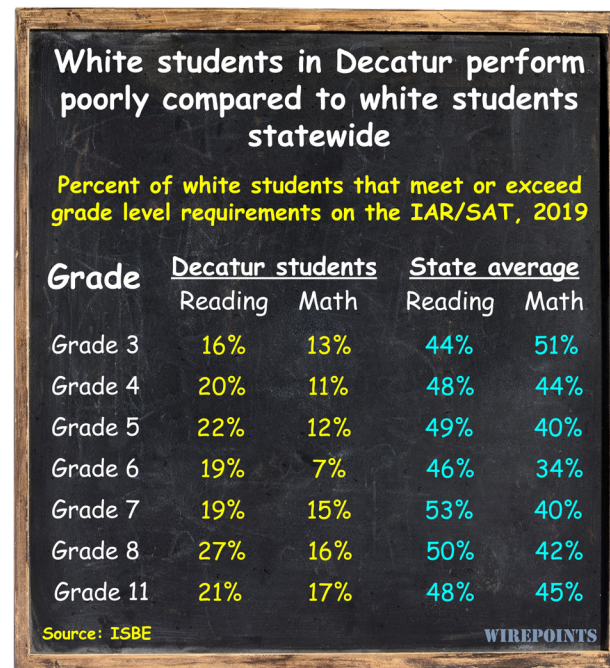 White students in Decatur perform
poorly compared to white students
statewide
Percent of white students that meet or exceed
grade level requirements on the IAR/SAT, 2019
Grade Decatur students State average
Reading Math Reading Math
Grade 3 16% 13% 44% 51%
Grade 4 20% 11% 48% 44%
Grade 5 22% 12% 49% 40%
Grade 6 19% 7% 46% 34%
Grade 7 19% 15% 53% 40%
Grade 8 27% 16% 50% 42%
Grade 11 21% 17% 48% 45%
Source: ISBE WIREPOINTS